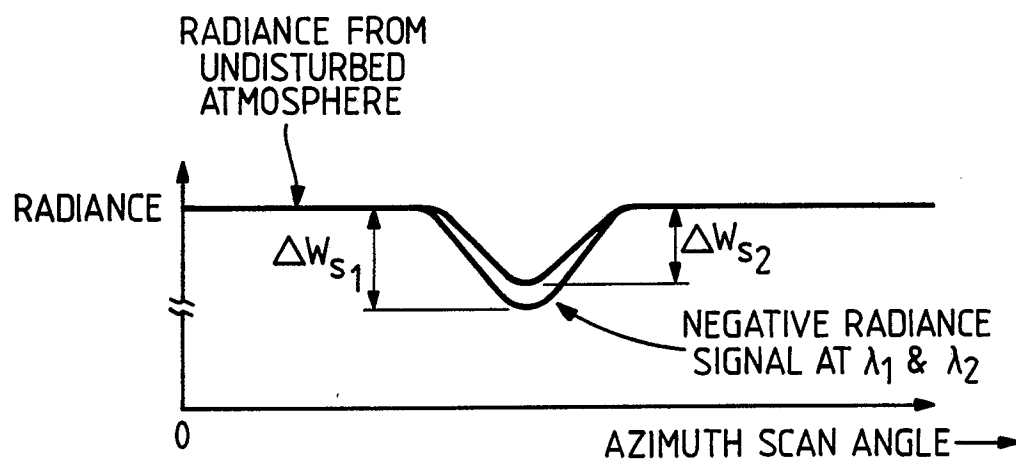 RADIANCE FROM
UNDISTURBED
ATMOSPHERE
RADIANCE
ΔWs1
ΔWs2
NEGATIVE RADIANCE
SIGNAL AT λ1 & λ2
0
AZIMUTH SCAN ANGLE